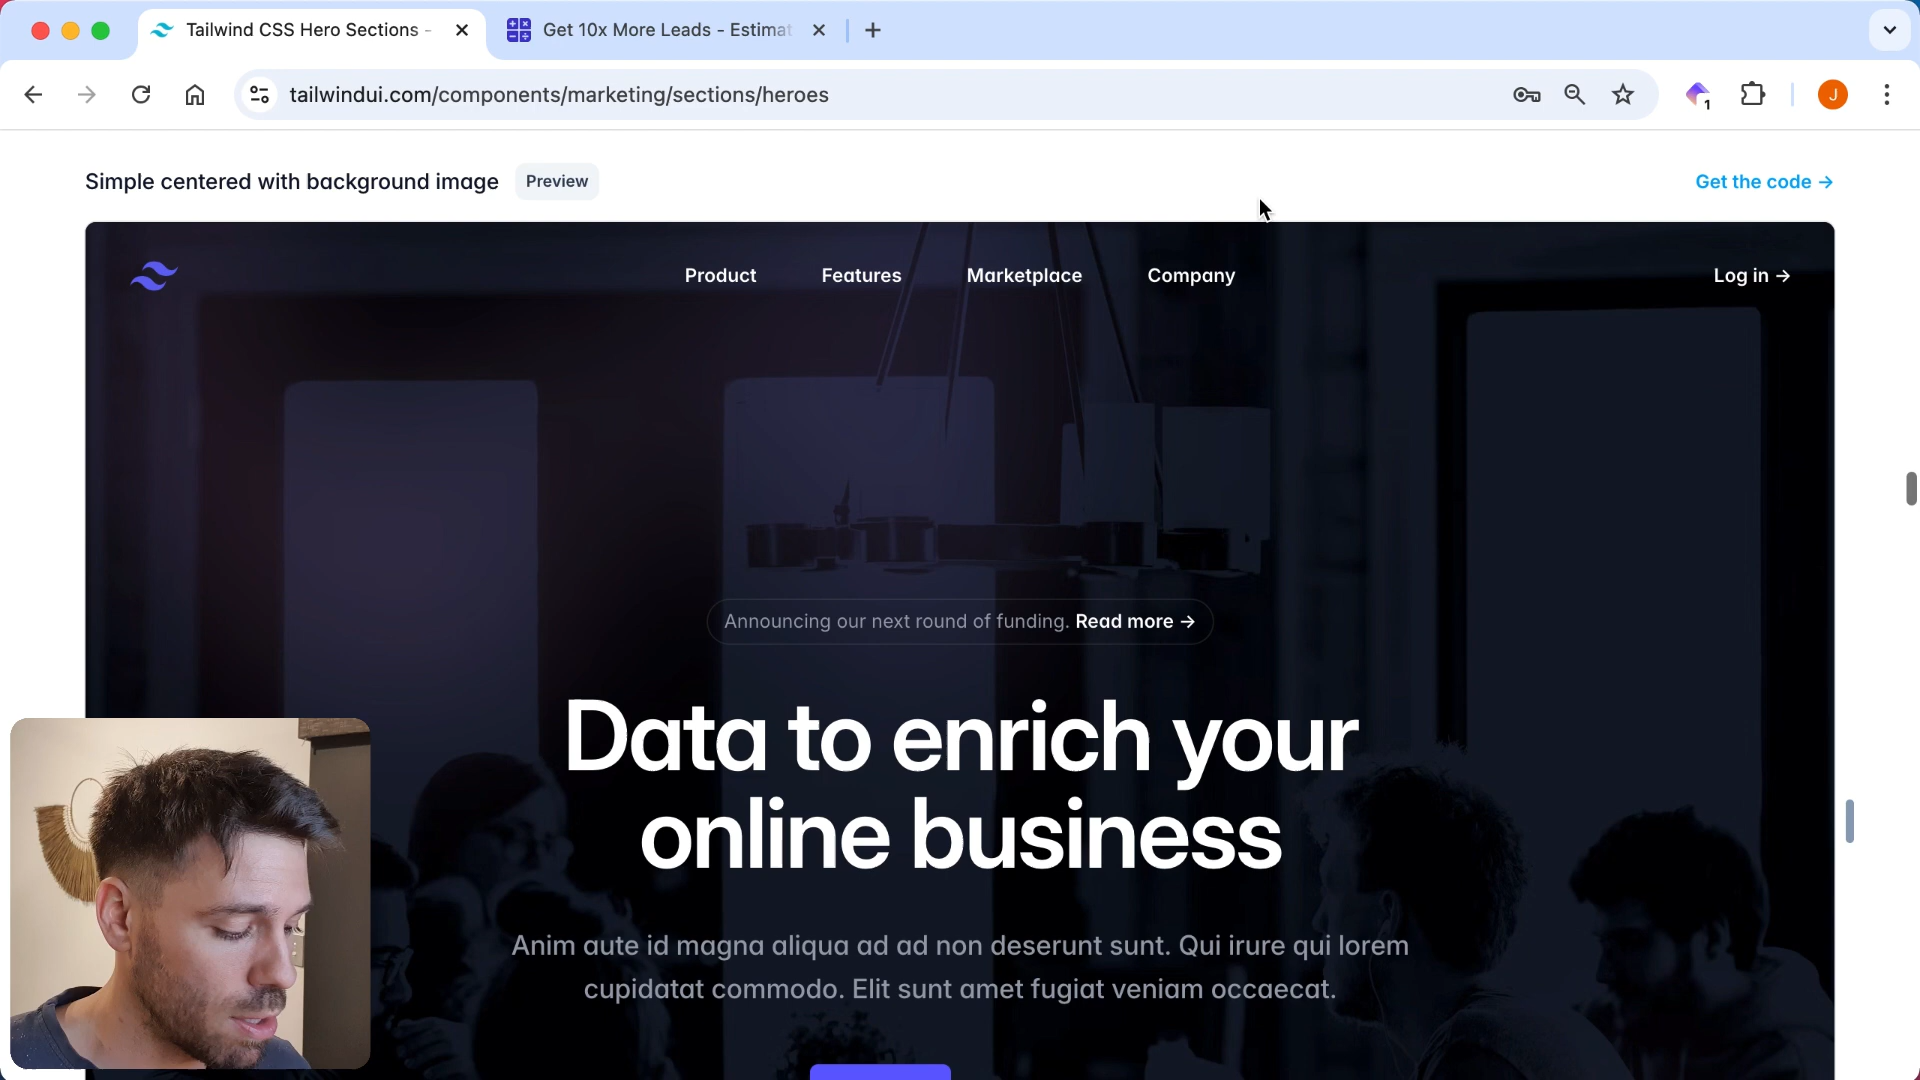 Tailwind CSS Hero Sections -
Get 10x More Leads - Estimat
tailwindui.com/components/marketing/sections/heroes
1
J
Simple centered with background image
Preview
Get the code →
Product
Features
Marketplace
Company
Log in →
Announcing our next round of funding. Read more →
Data to enrich your
online business
Anim aute id magna aliqua ad ad non deserunt sunt. Qui irure qui lorem
cupidatat commodo. Elit sunt amet fugiat veniam occaecat.